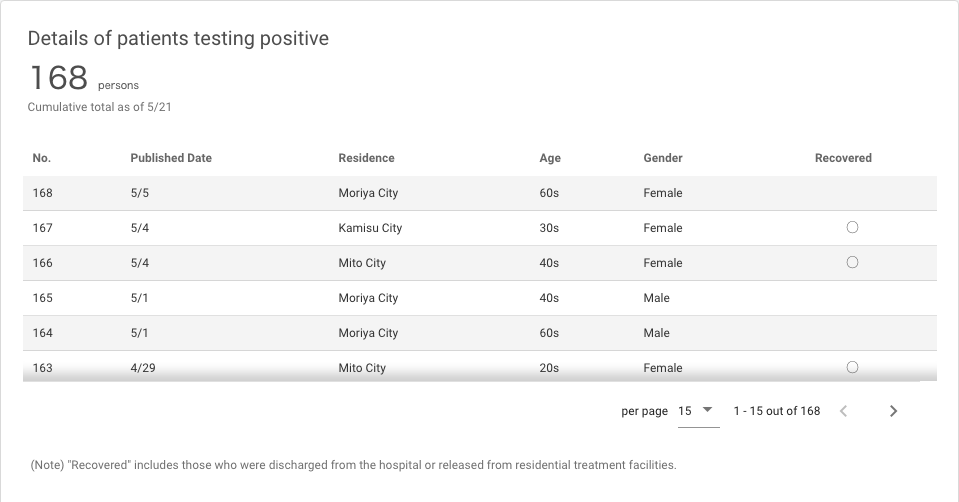 Details of patients testing positive
168 persons
Cumulative total as of 5/21
No. Published Date Residence Age Gender Recovered
168 5/5 Moriya City 60s Female
167 5/4 Kamisu City 30s Female ○
166 5/4 Mito City 40s Female ○
165 5/1 Moriya City 40s Male
164 5/1 Moriya City 60s Male
163 4/29 Mito City 20s Female ○
per page 15 1 - 15 out of 168
(Note) "Recovered" includes those who were discharged from the hospital or released from residential treatment facilities.